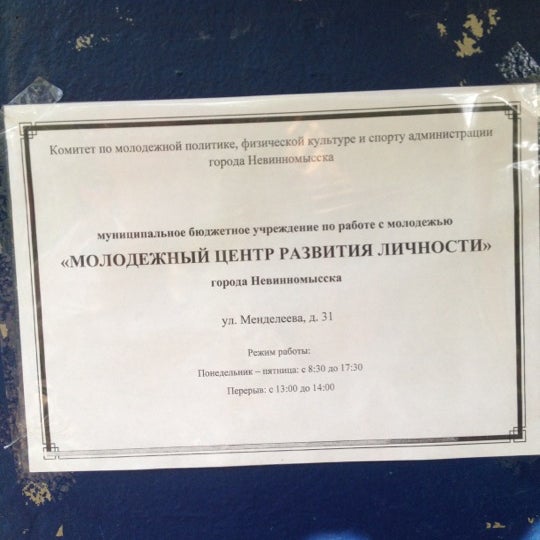 Комитет по молодежной политике, физической культуре и спорту администрации
города Невинномысска
муниципальное бюджетное учреждение по работе с молодежью
«МОЛОДЕЖНЫЙ ЦЕНТР РАЗВИТИЯ ЛИЧНОСТИ»
города Невинномысска
ул. Менделеева, д. 31
Режим работы:
Понедельник – пятница: с 8:30 до 17:30
Перерыв: с 13:00 до 14:00